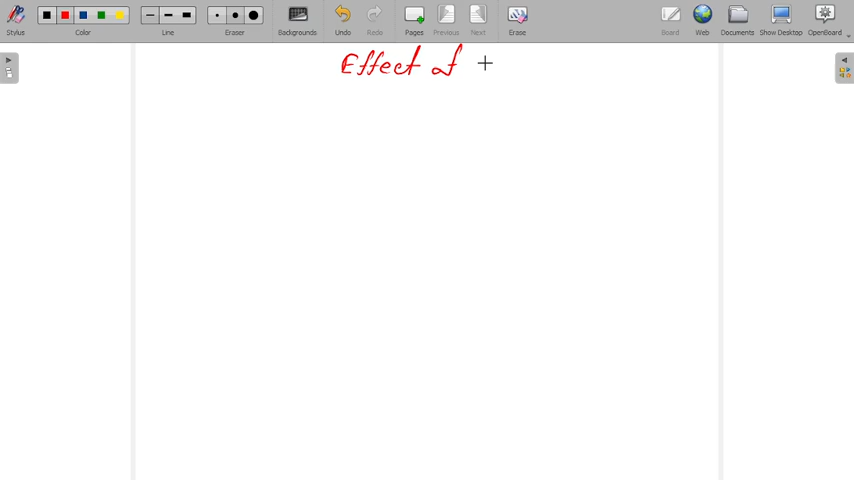 Stylus Color Line Eraser Backgrounds Undo Redo Pages Previous Next Erase Board Web Documents Show Desktop OpenBoard
Effect of